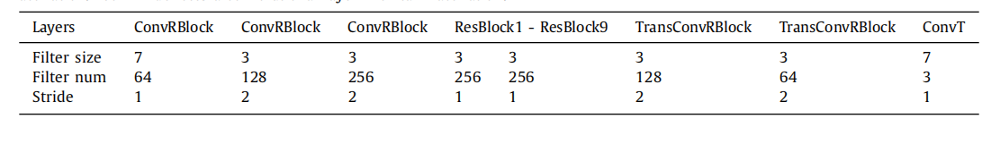 Layers ConvRBlock ConvRBlock ConvRBlock ResBlock1 - ResBlock9 TransConvRBlock TransConvRBlock ConvT
Filter size 7 3 3 3 3 3 3 7
Filter num 64 128 256 256 256 128 64 3
Stride 1 2 2 1 1 2 2 1